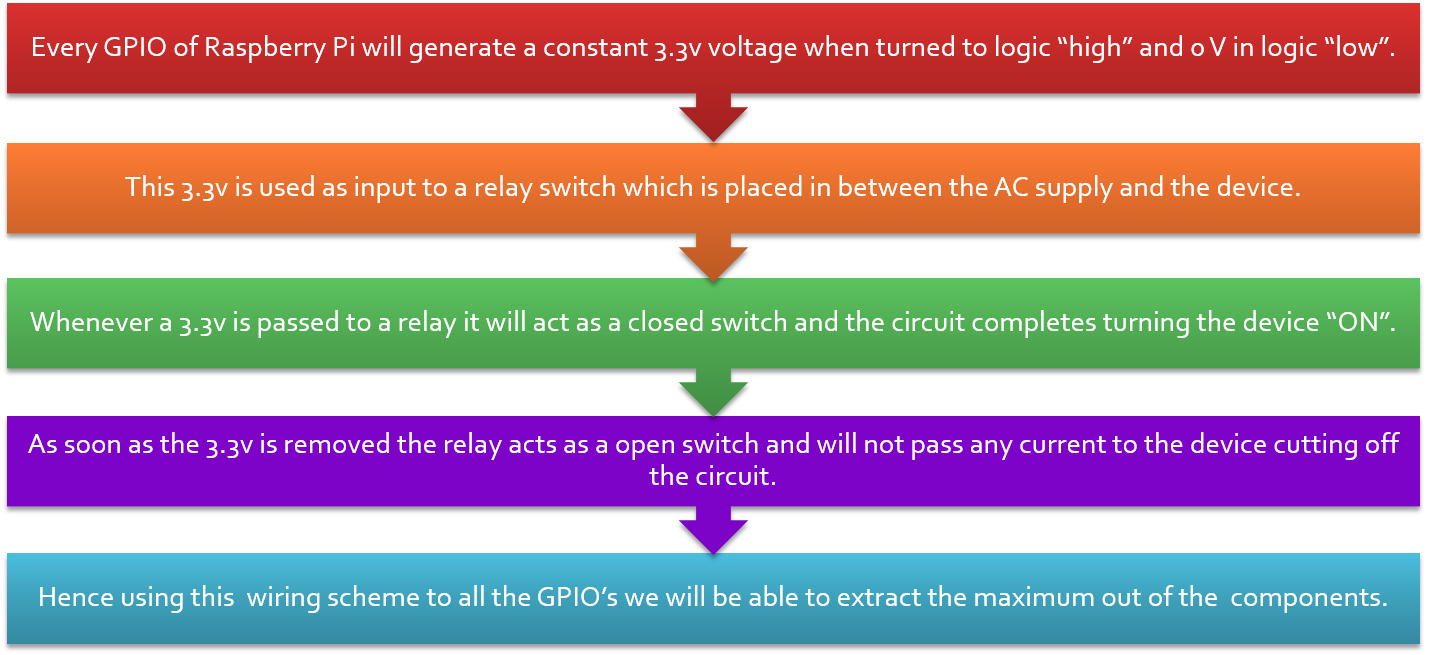 Every GPIO of Raspberry Pi will generate a constant 3.3v voltage when turned to logic “high” and 0 V in logic “low”.
This 3.3v is used as input to a relay switch which is placed in between the AC supply and the device.
Whenever a 3.3v is passed to a relay it will act as a closed switch and the circuit completes turning the device “ON”.
As soon as the 3.3v is removed the relay acts as a open switch and will not pass any current to the device cutting off
the circuit.
Hence using this  wiring scheme to all the GPIO’s we will be able to extract the maximum out of the  components.